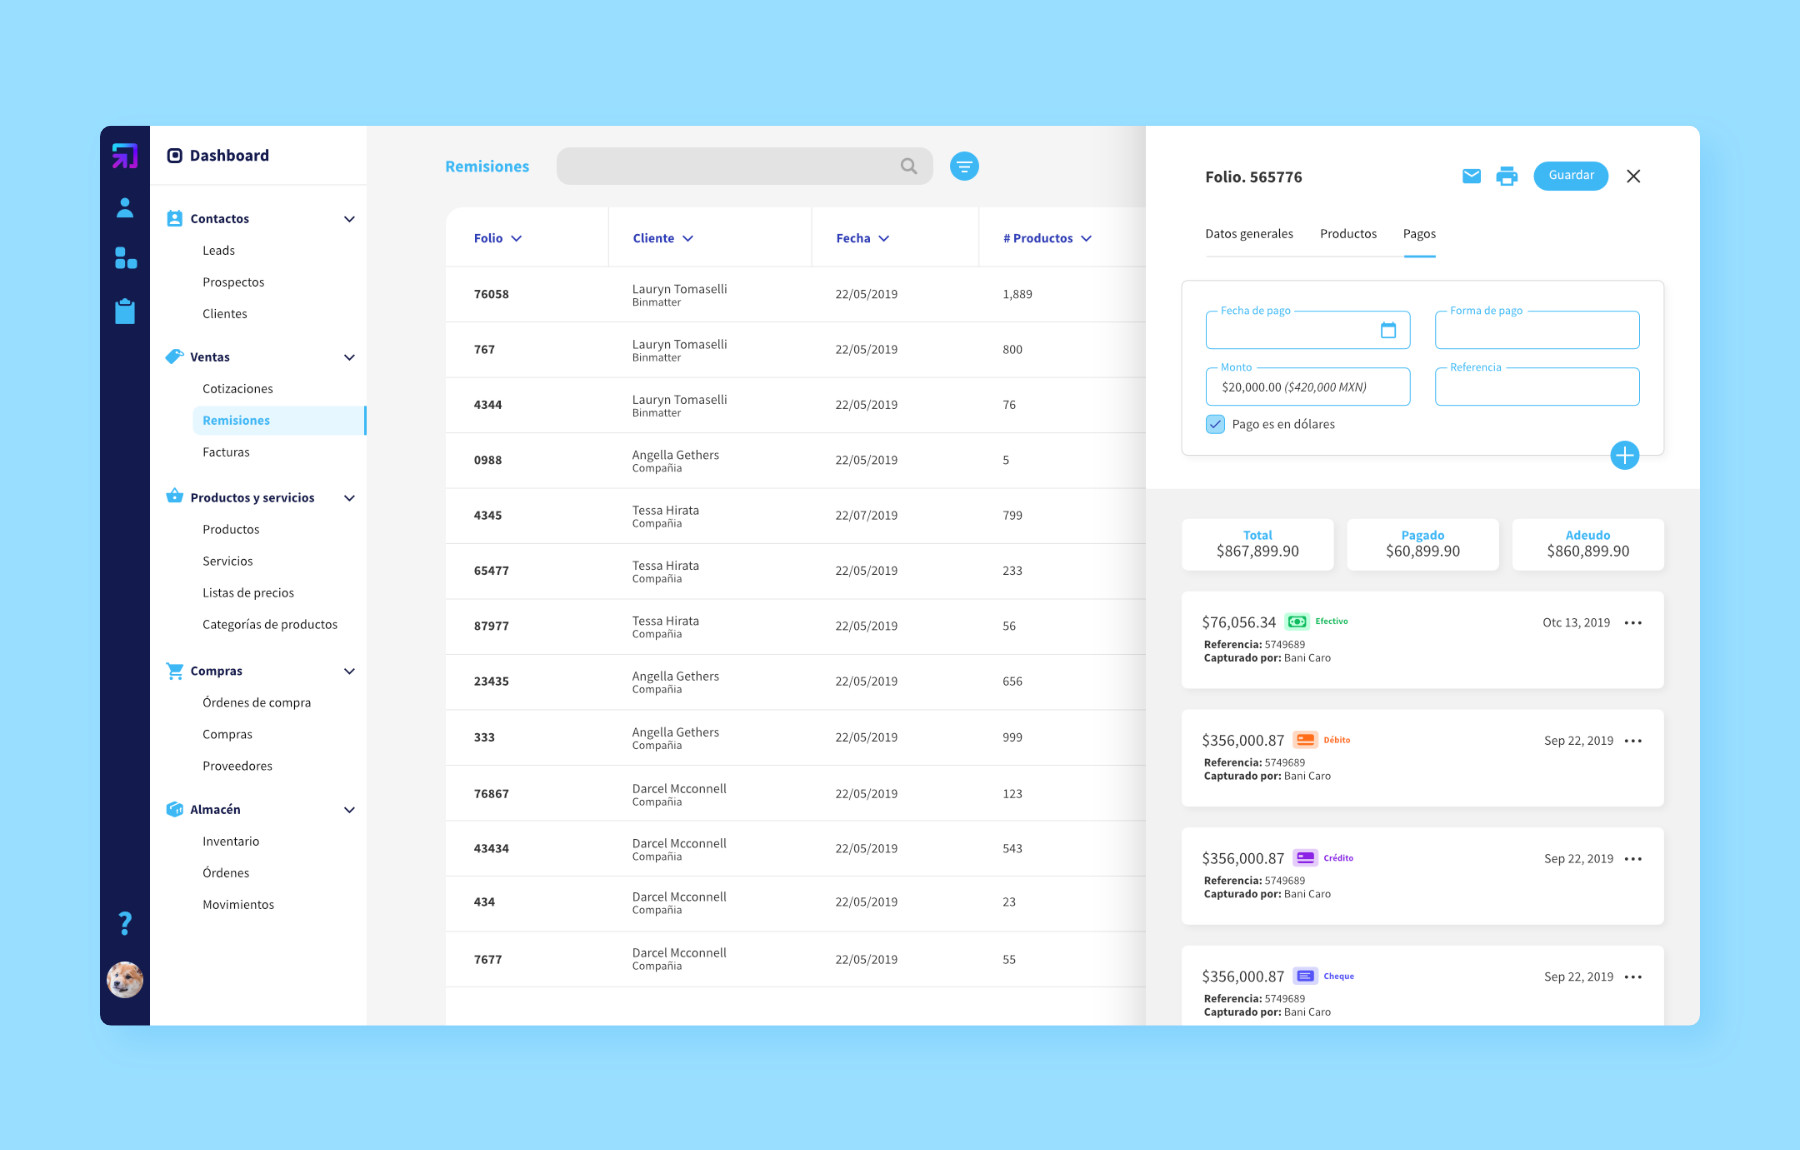 Dashboard
Contactos
Leads
Prospectos
Clientes
Ventas
Cotizaciones
Remisiones
Facturas
Productos y servicios
Productos
Servicios
Listas de precios
Categorías de productos
Compras
Órdenes de compra
Compras
Proveedores
Almacén
Inventario
Órdenes
Movimientos
?
Remisiones
Folio Cliente Fecha # Productos
76058 Lauryn Tomaselli 22/05/2019 1,889
Binmatter
767 Lauryn Tomaselli 22/05/2019 800
Binmatter
4344 Lauryn Tomaselli 22/05/2019 76
Binmatter
0988 Angella Gethers 22/05/2019 5
Compañia
4345 Tessa Hirata 22/07/2019 799
Compañia
65477 Tessa Hirata 22/05/2019 233
Compañia
87977 Tessa Hirata 22/05/2019 56
Compañia
23435 Angella Gethers 22/05/2019 656
Compañia
333 Angella Gethers 22/05/2019 999
Compañia
76867 Darcel Mcconnell 22/05/2019 123
Compañia
43434 Darcel Mcconnell 22/05/2019 543
Compañia
434 Darcel Mcconnell 22/05/2019 23
Compañia
7677 Darcel Mcconnell 22/05/2019 55
Compañia
Folio. 565776
Guardar
Datos generales Productos Pagos
Fecha de pago Forma de pago
Monto Referencia
$20,000.00 ($420,000 MXN)
Pago es en dólares
Total Pagado Adeudo
$867,899.90 $60,899.90 $860,899.90
$76,056.34 Efectivo Otc 13, 2019
Referencia: 5749689
Capturado por: Bani Caro
$356,000.87 Débito Sep 22, 2019
Referencia: 5749689
Capturado por: Bani Caro
$356,000.87 Crédito Sep 22, 2019
Referencia: 5749689
Capturado por: Bani Caro
$356,000.87 Cheque Sep 22, 2019
Referencia: 5749689
Capturado por: Bani Caro